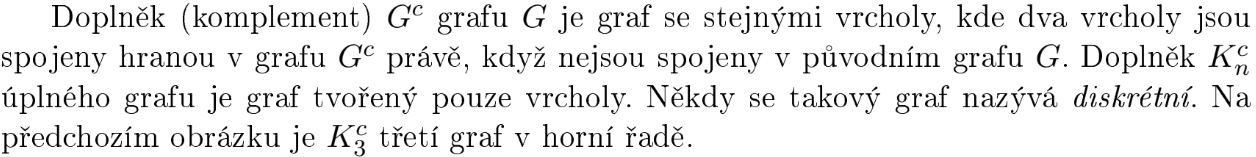 Doplněk (komplement) $G^c$ grafu $G$ je graf se stejnými vrcholy, kde dva vrcholy jsou
spojeny hranou v grafu $G^c$ právě, když nejsou spojeny v původním grafu $G$. Doplněk $K_n^c$
úplného grafu je graf tvořený pouze vrcholy. Někdy se takový graf nazývá diskrétní. Na
předchozím obrázku je $K_3^c$ třetí graf v horní řadě.